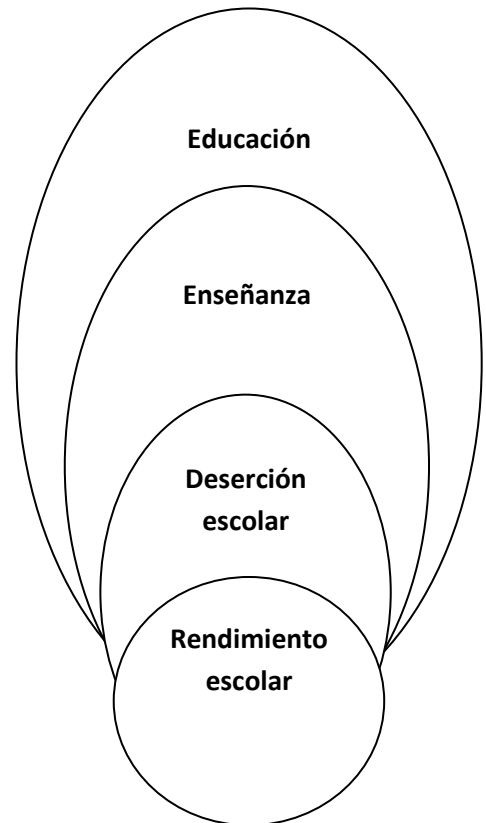 Educación
Enseñanza
Deserción
escolar
Rendimiento
escolar